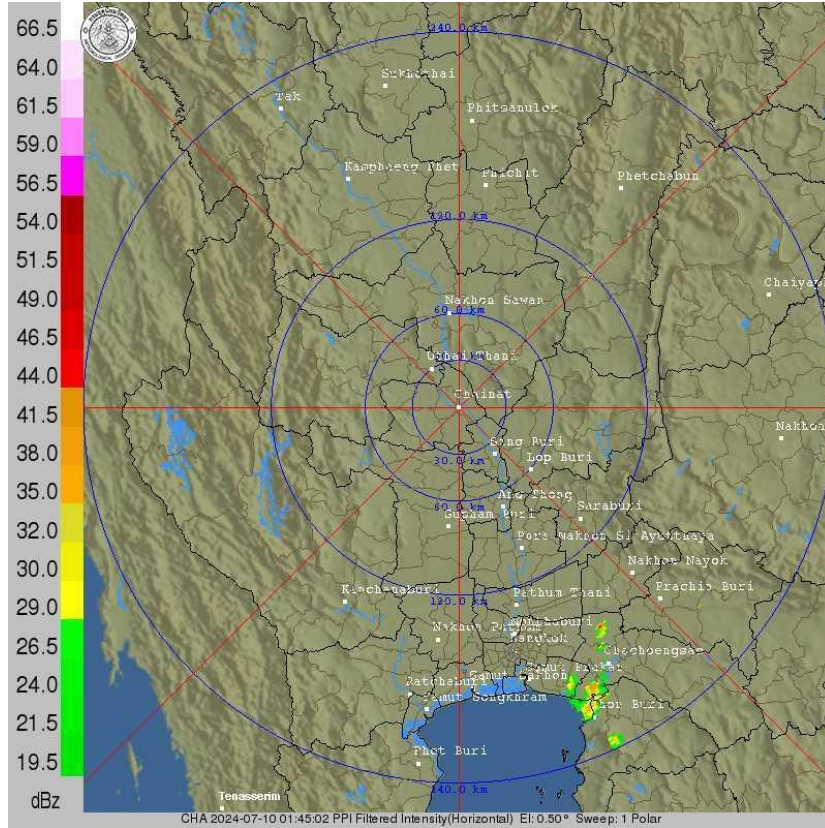 66.5
64.0
61.5
59.0
56.5
54.0
51.5
49.0
46.5
44.0
41.5
38.0
35.0
32.0
30.0
29.0
26.5
24.0
21.5
19.5
dBz
240.0 km
Sukhothai
Tak
Phitsanulok
Kamphaeng Phet
Phichit
Phetchabun
120.0 km
Chaiyap
Nakhon Sawan
60.0 km
Uthai Thani
Chainat
Nakhon
Sing Buri
30.0 km
Lop Buri
Ang Thong
60.0 km
Suphan Buri
Saraburi
Pora Nakhon Si Ayutthaya
Nakhon Nayok
Kanchanaburi
Pathum Thani
Prachin Buri
120.0 km
Nonthaburi
Nakhon Pathom
Bangkok
Chachoengsao
Samut Prakan
Samut Sakhon
Ratchaburi
Samut Songkhram
Chon Buri
Phet Buri
240.0 km
Tenasserim
CHA 2024-07-10 01:45:02 PPI Filtered Intensity(Horizontal) El: 0.50° Sweep: 1 Polar